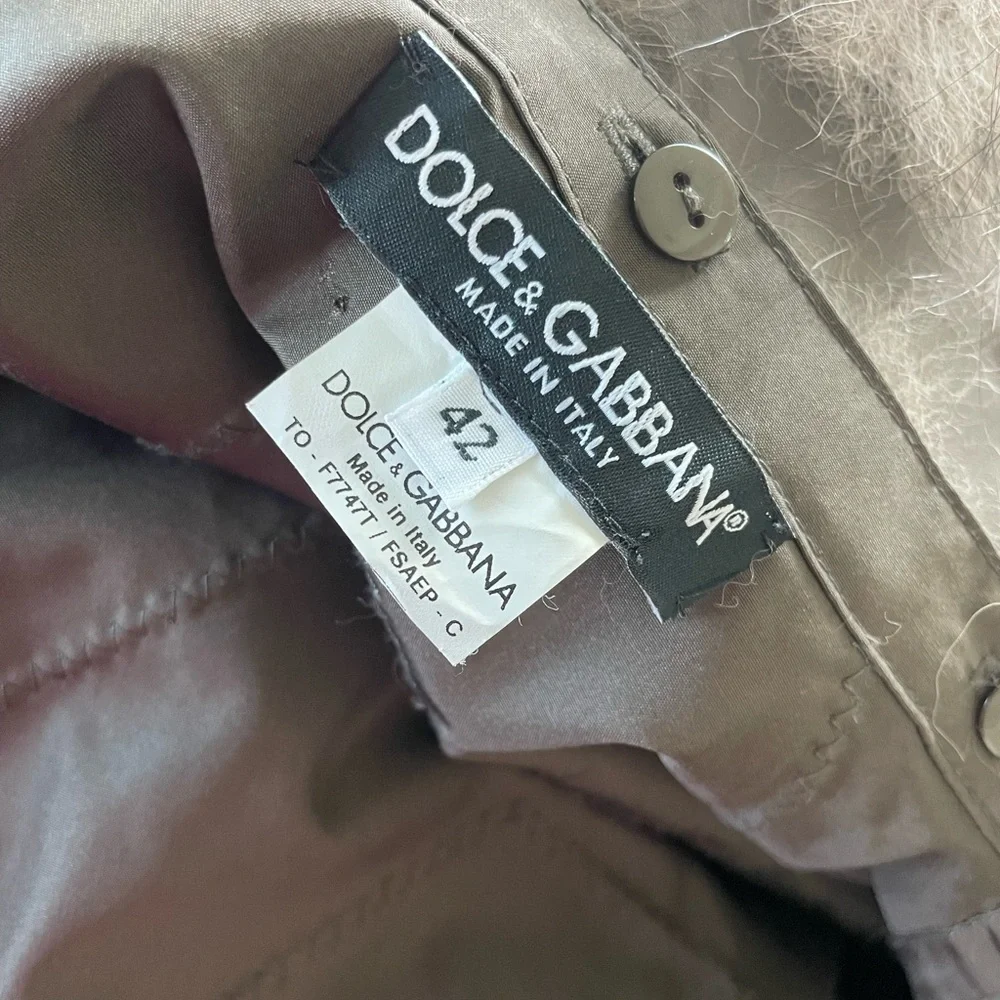 DOLCE & GABBANA®
MADE IN ITALY
42
DOLCE & GABBANA
Made in Italy
TO - F7747T / FSAEP - C